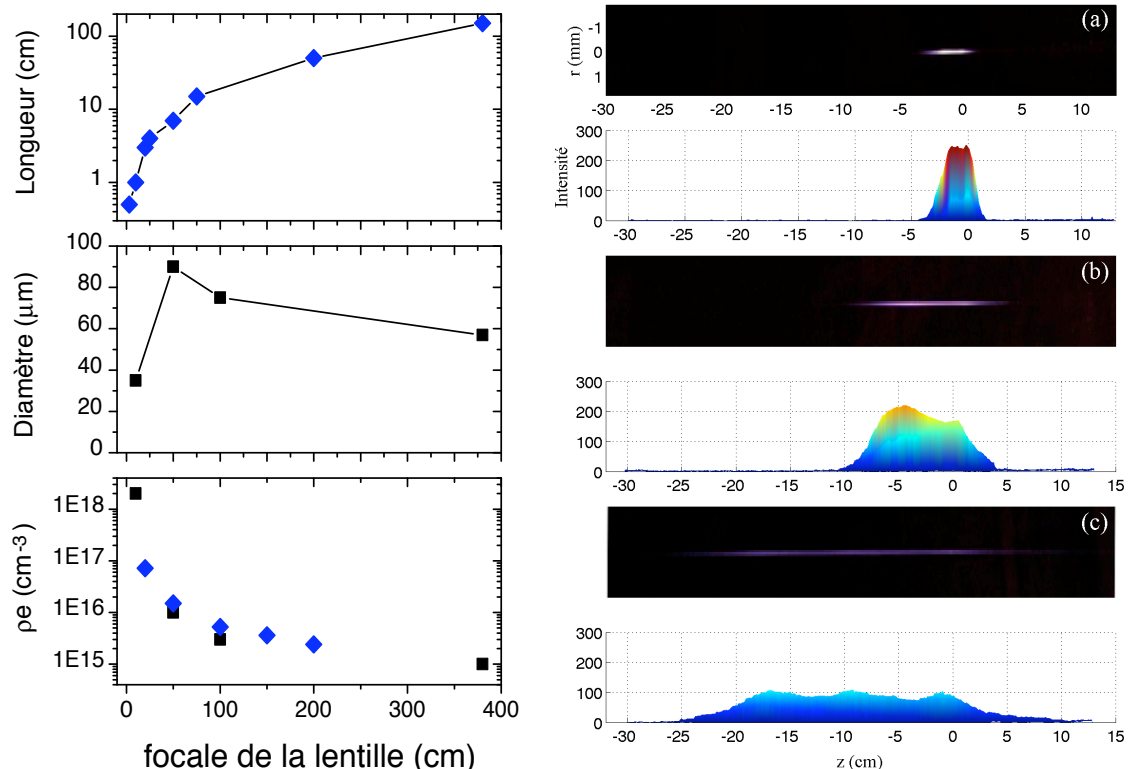 Longueur (cm)
100
10
1
Diamètre (μm)
100
80
60
40
20
0
ρe (cm⁻³)
1E18
1E17
1E16
1E15
0 100 200 300 400
focale de la lentille (cm)
(a)
r (mm)
-1
0
1
-30 -25 -20 -15 -10 -5 0 5 10
Intensité
300
200
100
0
-30 -25 -20 -15 -10 -5 0 5 10
(b)
300
200
100
0
-30 -25 -20 -15 -10 -5 0 5 10 15
(c)
300
200
100
0
-30 -25 -20 -15 -10 -5 0 5 10 15
z (cm)